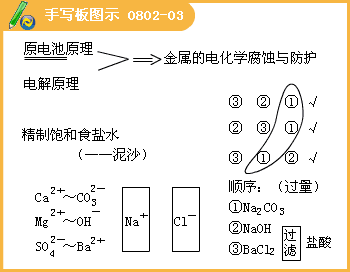 手写板图示 0802-03
原电池原理
电解原理
金属的电化学腐蚀与防护
③ ② ① √
② ③ ① √
③ ① ② √
精制饱和食盐水
(——泥沙)
顺序：(过量)
Ca²⁺～CO₃²⁻
Mg²⁺～OH⁻
SO₄²⁻～Ba²⁺
Na⁺
Cl⁻
①Na₂CO₃
②NaOH
③BaCl₂
过滤
盐酸